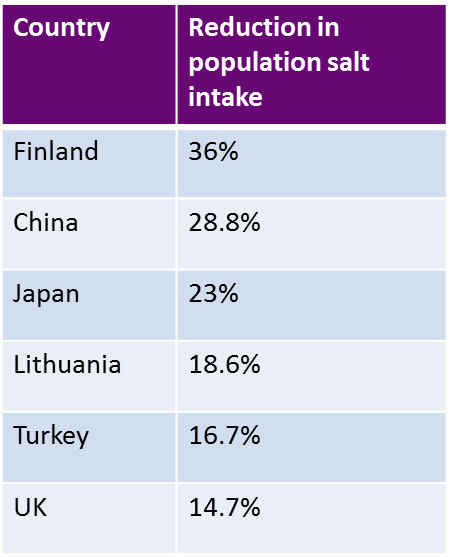 Country Reduction in
population salt
intake
Finland 36%
China 28.8%
Japan 23%
Lithuania 18.6%
Turkey 16.7%
UK 14.7%